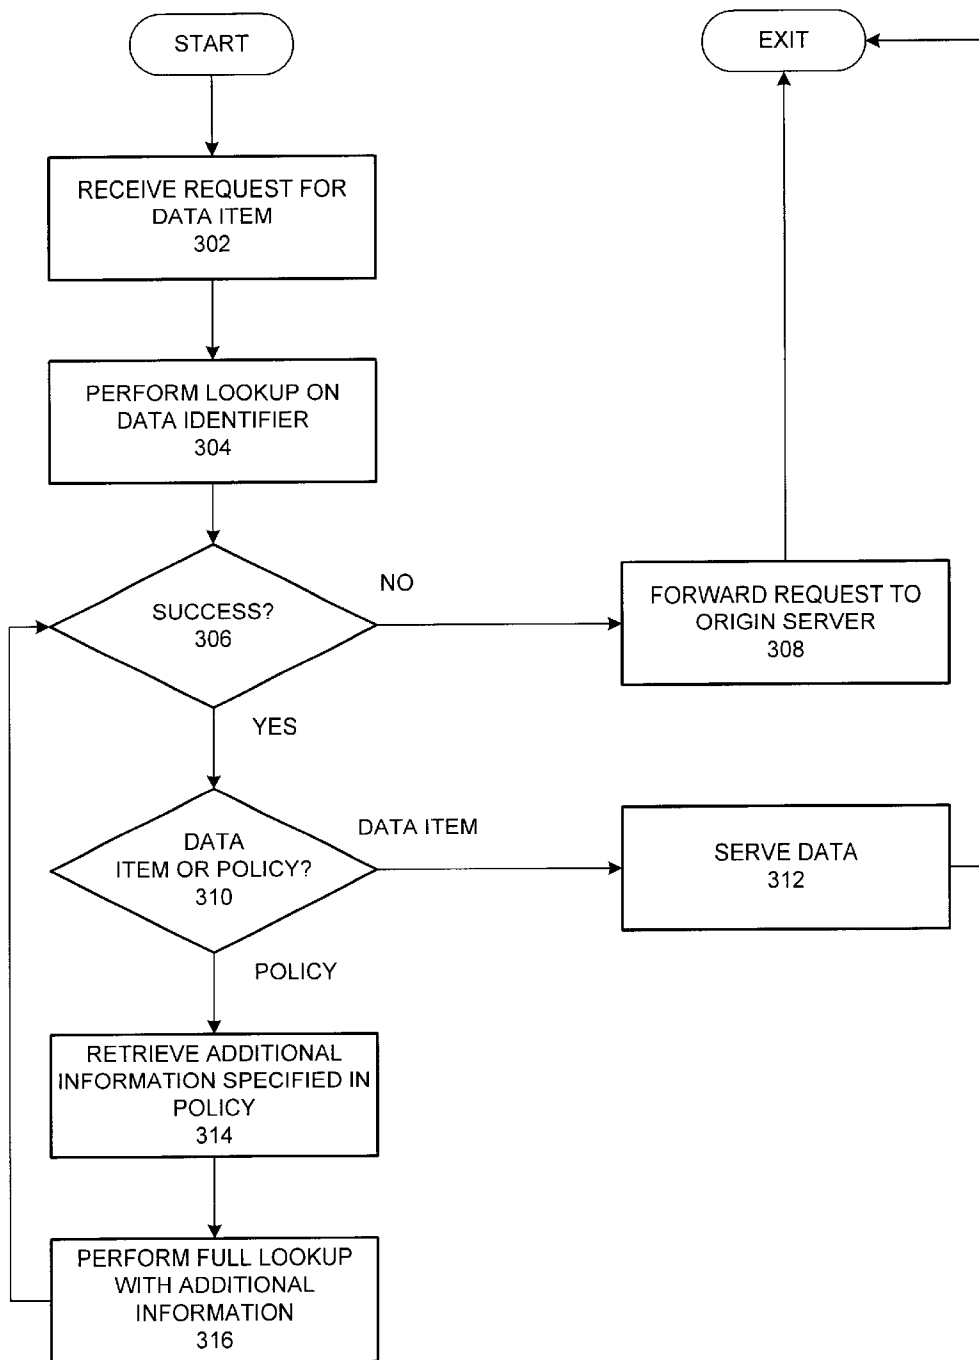 START
EXIT
RECEIVE REQUEST FOR
DATA ITEM
302
PERFORM LOOKUP ON
DATA IDENTIFIER
304
SUCCESS?
306
NO
FORWARD REQUEST TO
ORIGIN SERVER
308
YES
DATA
ITEM OR POLICY?
310
DATA ITEM
SERVE DATA
312
POLICY
RETRIEVE ADDITIONAL
INFORMATION SPECIFIED IN
POLICY
314
PERFORM FULL LOOKUP
WITH ADDITIONAL
INFORMATION
316